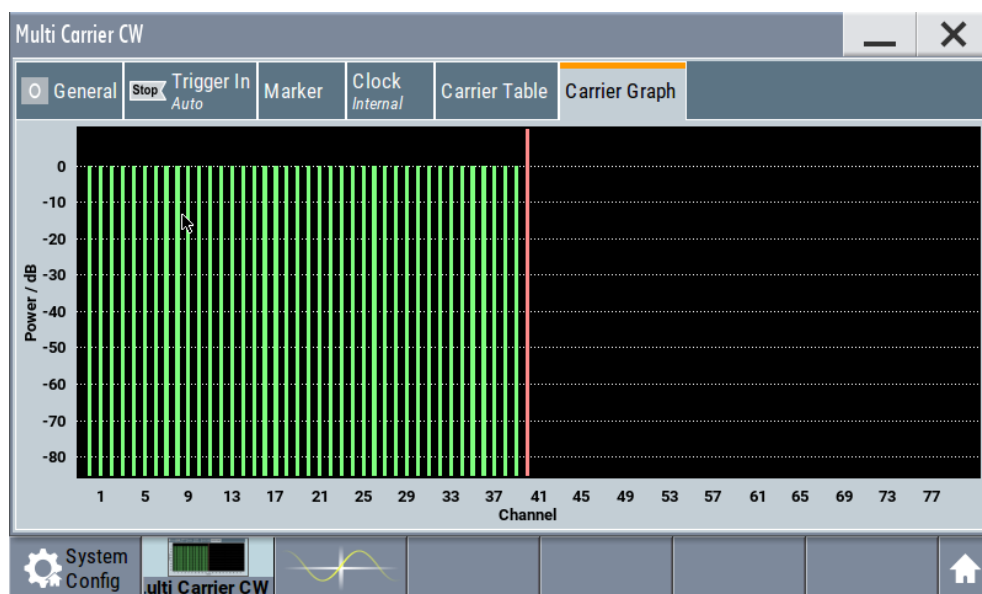 Multi Carrier CW
General
Stop Trigger In
Auto
Marker
Clock
Internal
Carrier Table
Carrier Graph
Power / dB
0
-10
-20
-30
-40
-50
-60
-70
-80
1 5 9 13 17 21 25 29 33 37 41 45 49 53 57 61 65 69 73 77
Channel
System
Config
ulti Carrier CW